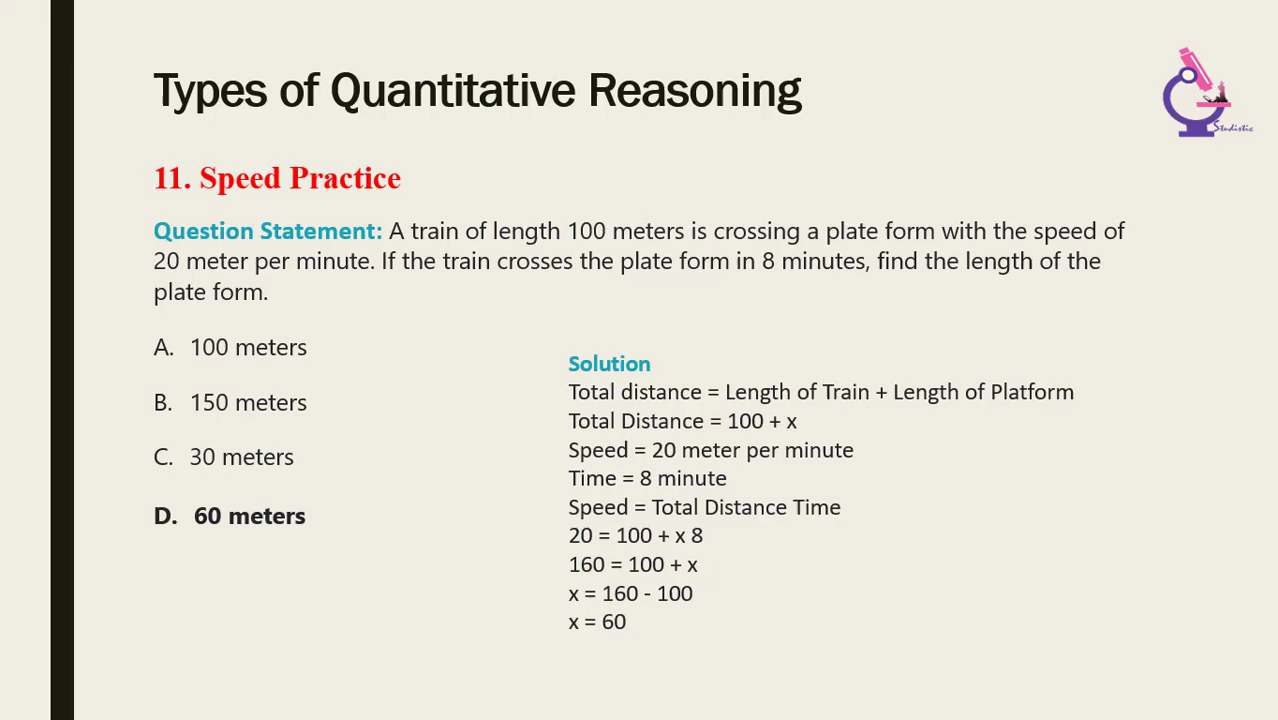 Types of Quantitative Reasoning
Studistic
11. Speed Practice
Question Statement: A train of length 100 meters is crossing a plate form with the speed of
20 meter per minute. If the train crosses the plate form in 8 minutes, find the length of the
plate form.
A. 100 meters
B. 150 meters
C. 30 meters
D. 60 meters
Solution
Total distance = Length of Train + Length of Platform
Total Distance = 100 + x
Speed = 20 meter per minute
Time = 8 minute
Speed = Total Distance Time
20 = 100 + x 8
160 = 100 + x
x = 160 - 100
x = 60